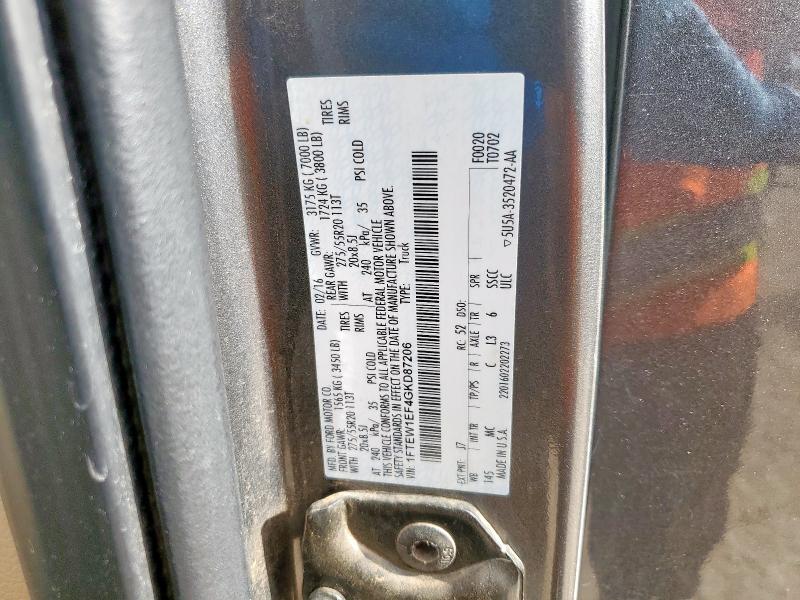 MFD. BY FORD MOTOR CO. DATE: 02/16 GVWR: 3175 KG ( 7000 LB)
FRONT GAWR: 1565 KG ( 3450 LB) REAR GAWR: 1724 KG ( 3800 LB)
WITH 275/55R20 113T TIRES WITH 275/55R20 113T TIRES
20x8.5J RIMS 20x8.5J RIMS
AT 240 kPa/ 35 PSI COLD AT 240 kPa/ 35 PSI COLD
THIS VEHICLE CONFORMS TO ALL APPLICABLE FEDERAL MOTOR VEHICLE
SAFETY STANDARDS IN EFFECT ON THE DATE OF MANUFACTURE SHOWN ABOVE.
VIN: 1FTEW1EF4GKD87206 TYPE: Truck
EXT PNT: J7 RC: 52 DSO: F0020
WB INT TR TP/PS R AXLE TR SPR T0702
145 MC C L3 6 SSCC
MADE IN U.S.A. 2201602202273 ULC ▽5U5A-3520472-AA